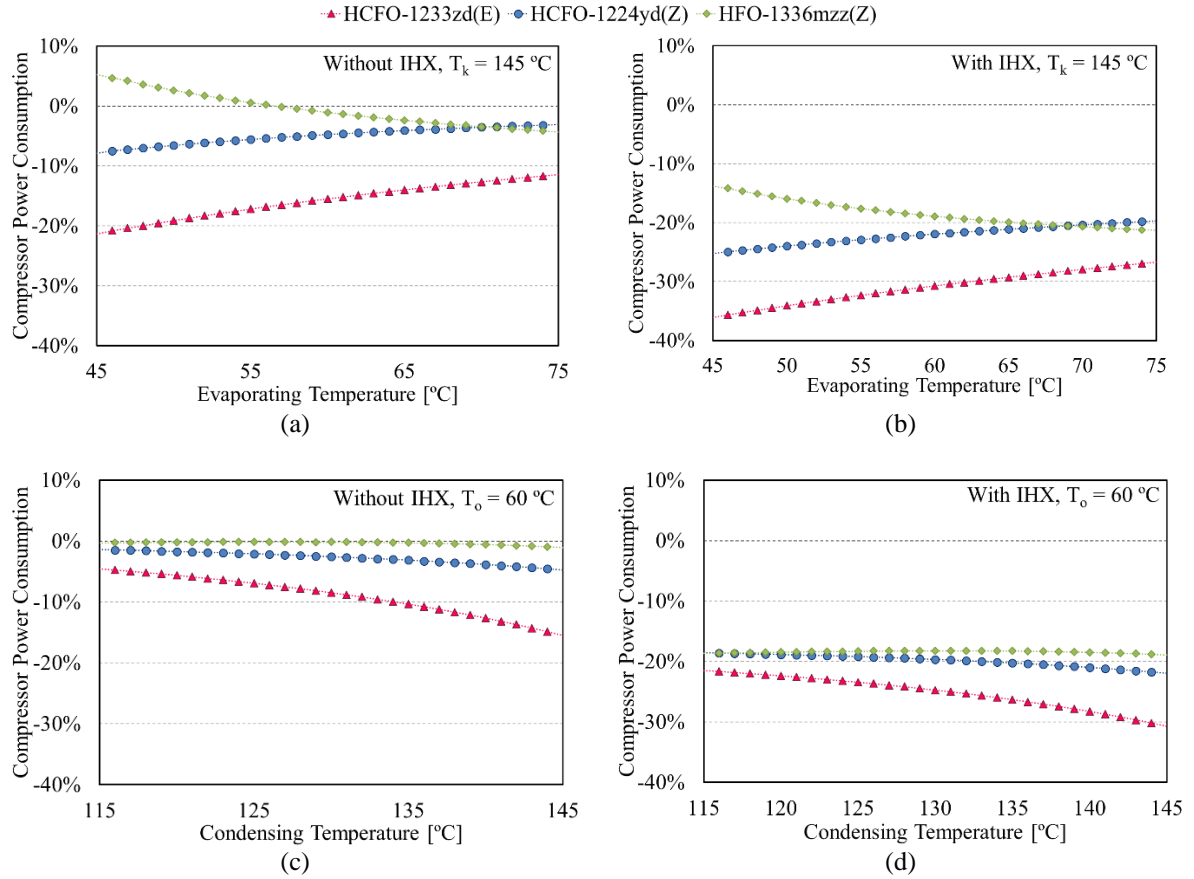 HCFO-1233zd(E) HCFO-1224yd(Z) HFO-1336mzz(Z)
Without IHX, Tk = 145 ºC
Compressor Power Consumption
10%
0%
-10%
-20%
-30%
-40%
45 55 65 75
Evaporating Temperature [ºC]
(a)
With IHX, Tk = 145 ºC
Compressor Power Consumption
10%
0%
-10%
-20%
-30%
-40%
45 50 55 60 65 70 75
Evaporating Temperature [ºC]
(b)
Without IHX, To = 60 ºC
Compressor Power Consumption
10%
0%
-10%
-20%
-30%
-40%
115 125 135 145
Condensing Temperature [ºC]
(c)
With IHX, To = 60 ºC
Compressor Power Consumption
10%
0%
-10%
-20%
-30%
-40%
115 120 125 130 135 140 145
Condensing Temperature [ºC]
(d)